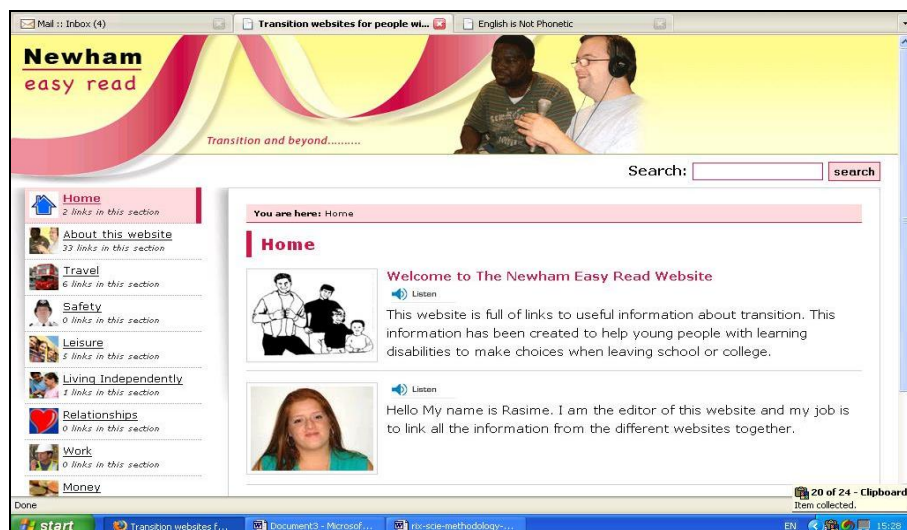 Mail :: Inbox (4)
Transition websites for people wi...
English is Not Phonetic
Newham
easy read
Transition and beyond..........
Search:
search
Home
2 links in this section
About this website
33 links in this section
Travel
6 links in this section
Safety
0 links in this section
Leisure
5 links in this section
Living Independently
1 links in this section
Relationships
0 links in this section
Work
0 links in this section
Money
You are here: Home
Home
Welcome to The Newham Easy Read Website
Listen
This website is full of links to useful information about transition. This
information has been created to help young people with learning
disabilities to make choices when leaving school or college.
Listen
Hello My name is Rasime. I am the editor of this website and my job is
to link all the information from the different websites together.
20 of 24 - Clipboard
Item collected.
Done
start
Transition websites f...
Document3 - Microsof...
rix-scie-methodology-...
EN
15:28